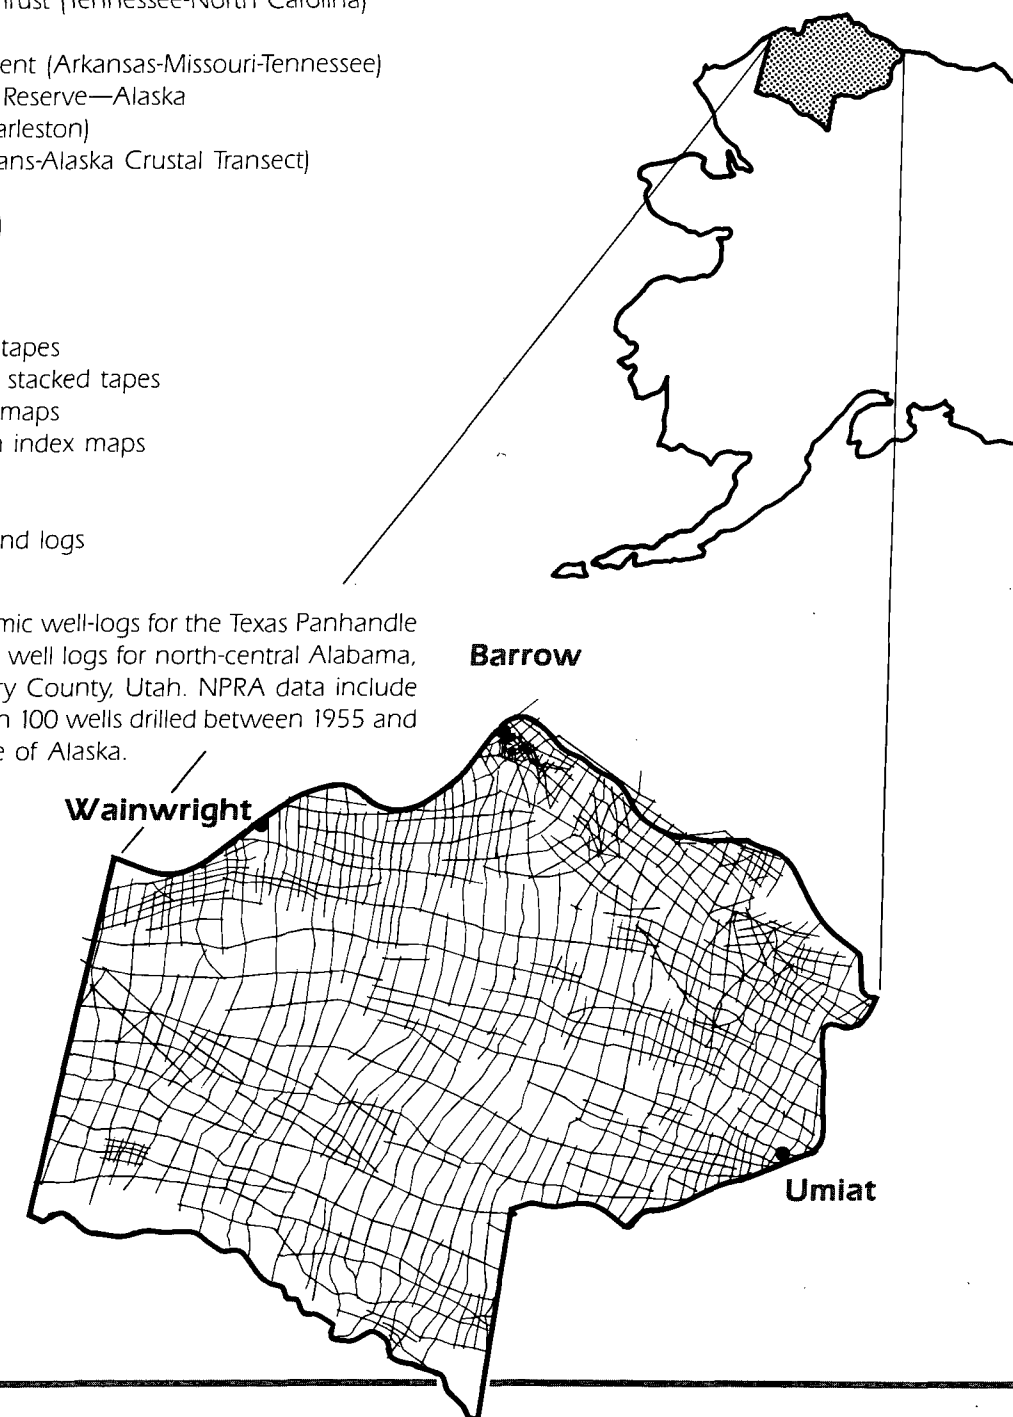 (Tennessee-North Carolina)
ent (Arkansas-Missouri-Tennessee)
Reserve—Alaska
arleston)
ans-Alaska Crustal Transect)
tapes
stacked tapes
maps
index maps
nd logs
mic well-logs for the Texas Panhandle
well logs for north-central Alabama,
ry County, Utah. NPRA data include
n 100 wells drilled between 1955 and
e of Alaska.
Barrow
Wainwright
Umiat